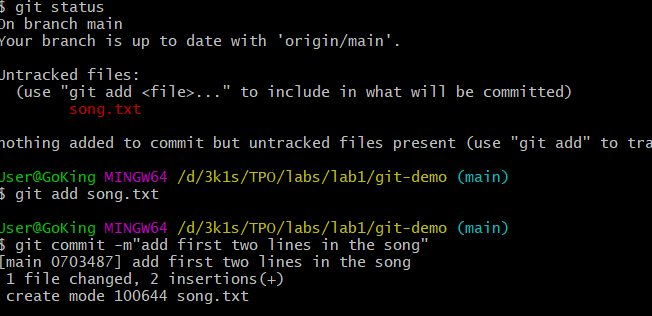 $ git status
On branch main
Your branch is up to date with 'origin/main'.
Untracked files:
(use "git add <file>..." to include in what will be committed)
song.txt
nothing added to commit but untracked files present (use "git add" to tra
User@GoKing MINGW64 /d/3k1s/TPO/labs/lab1/git-demo (main)
$ git add song.txt
User@GoKing MINGW64 /d/3k1s/TPO/labs/lab1/git-demo (main)
$ git commit -m"add first two lines in the song"
[main 0703487] add first two lines in the song
1 file changed, 2 insertions(+)
create mode 100644 song.txt